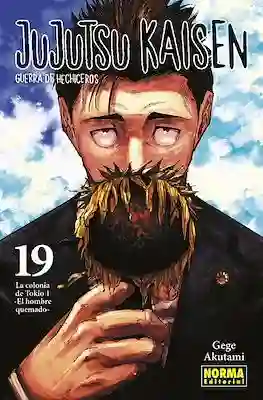 JUJUTSU KAISEN
GUERRA DE HECHICEROS
19
La colonia
de Tokio 1
-El hombre
quemado-
Gege
Akutami
NORMA
Editorial